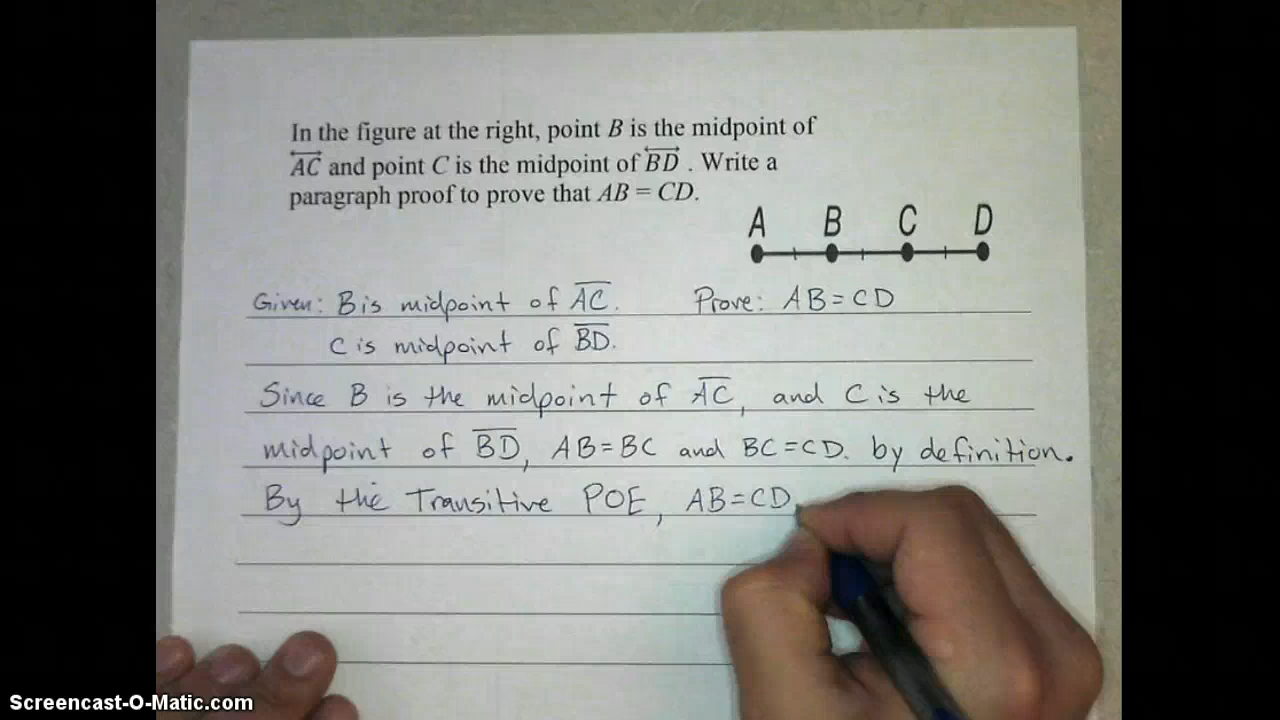 In the figure at the right, point B is the midpoint of
AC and point C is the midpoint of BD . Write a
paragraph proof to prove that AB = CD.
A B C D
Given: B is midpoint of AC. Prove: AB=CD
C is midpoint of BD.
Since B is the midpoint of AC, and C is the
midpoint of BD, AB=BC and BC=CD. by definition.
By the Transitive POE, AB=CD
Screencast-O-Matic.com